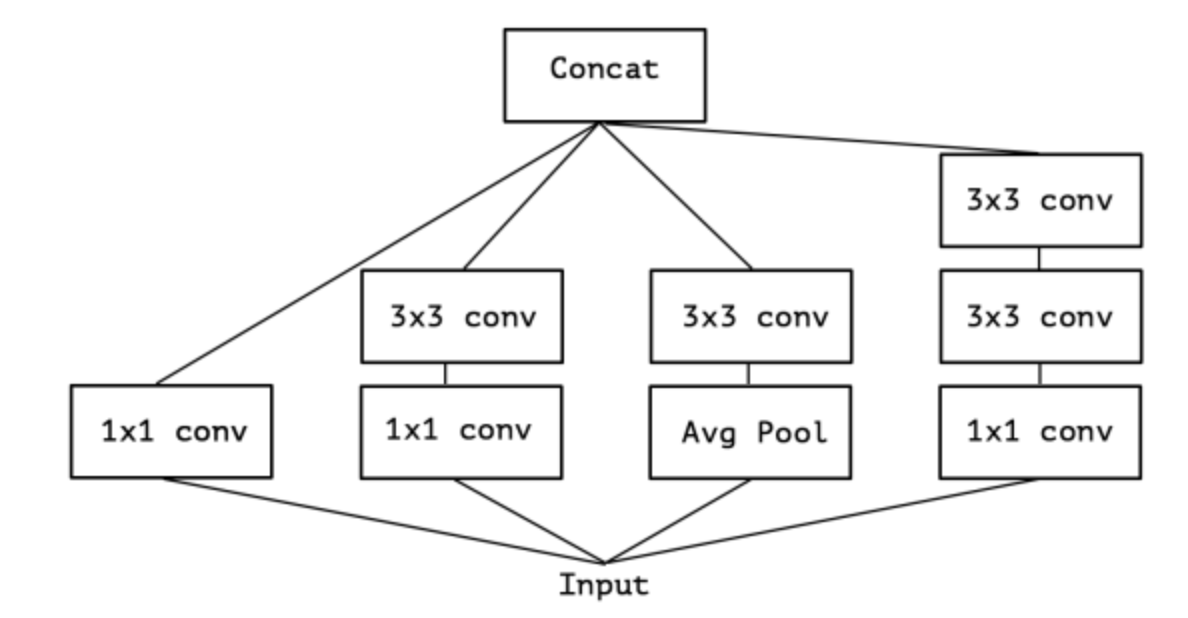 Concat
3x3 conv
3x3 conv
3x3 conv
3x3 conv
1x1 conv
1x1 conv
Avg Pool
1x1 conv
Input